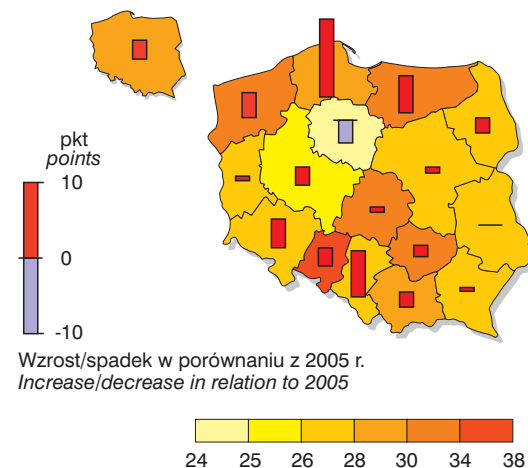 pkt
points
10
0
-10
Wzrost/spadek w porównaniu z 2005 r.
Increase/decrease in relation to 2005
24 25 26 28 30 34 38